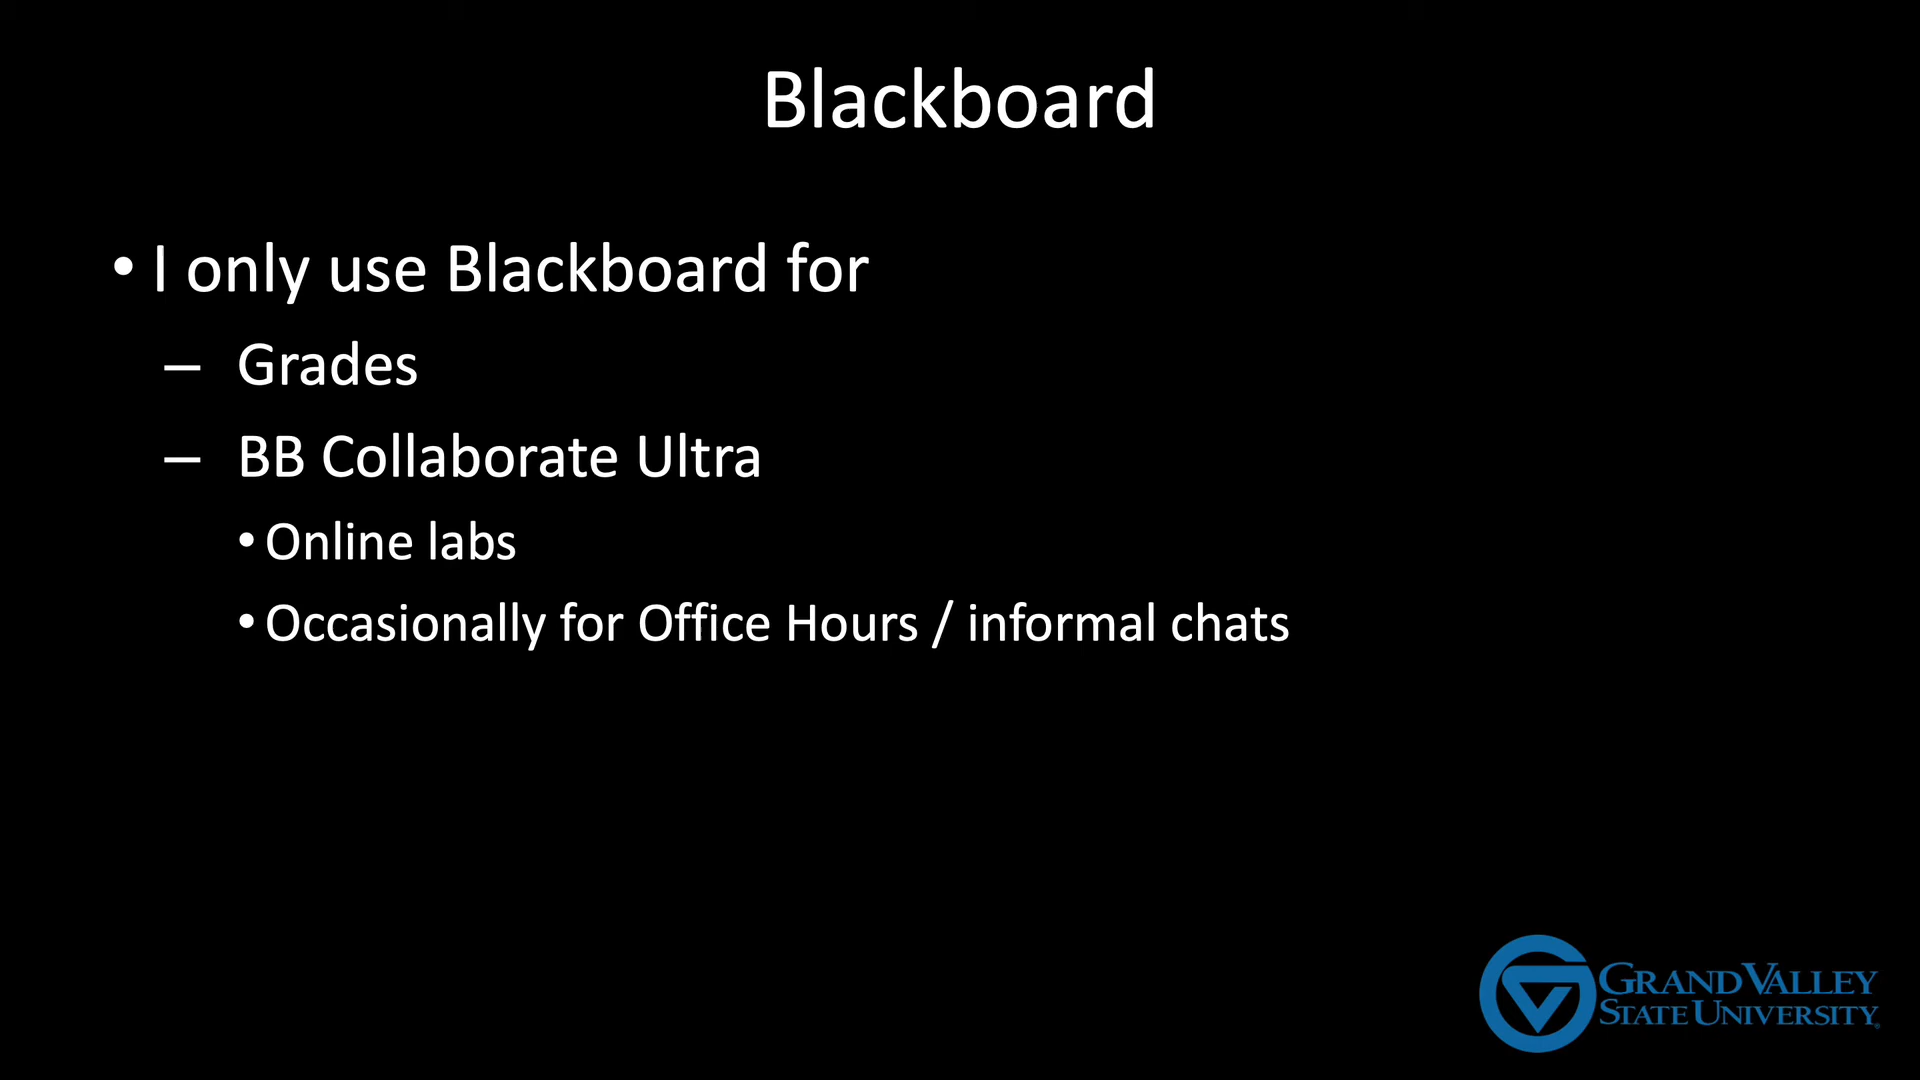 Blackboard
• I only use Blackboard for
– Grades
– BB Collaborate Ultra
• Online labs
• Occasionally for Office Hours / informal chats
GRAND VALLEY
STATE UNIVERSITY